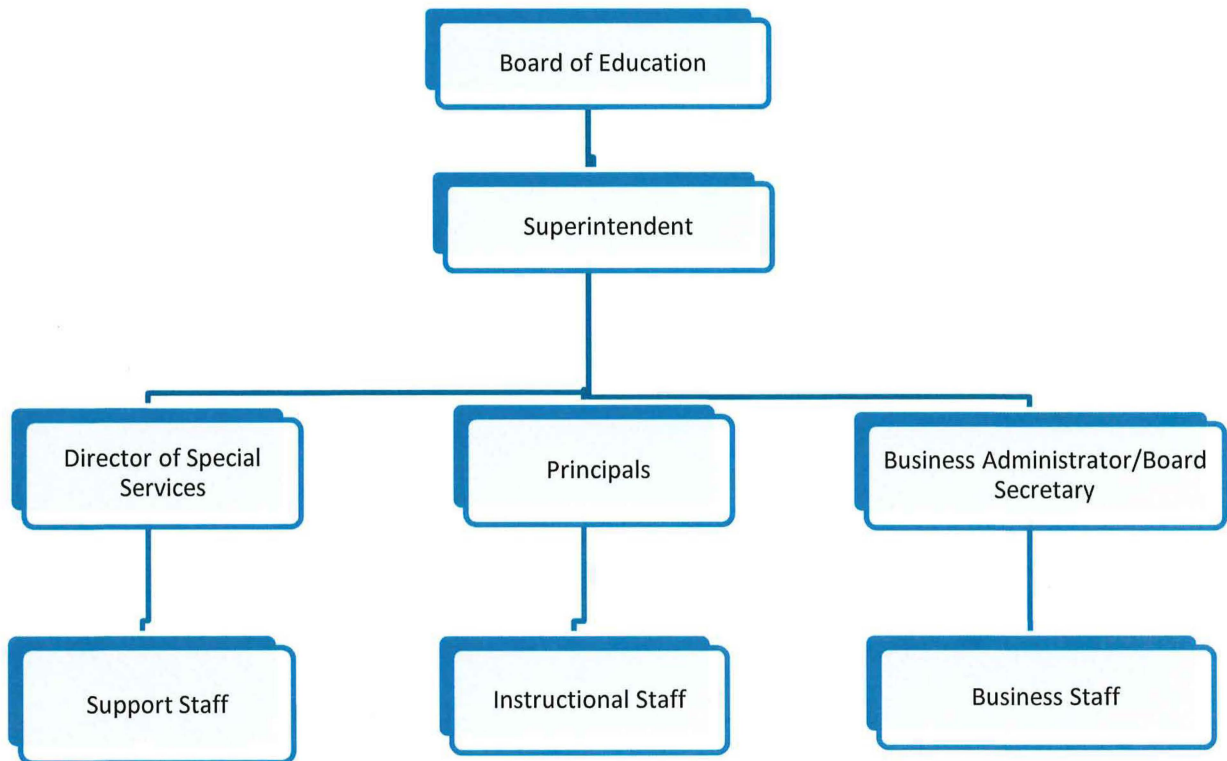 Board of Education
Superintendent
Director of Special
Services
Principals
Business Administrator/Board
Secretary
Support Staff
Instructional Staff
Business Staff